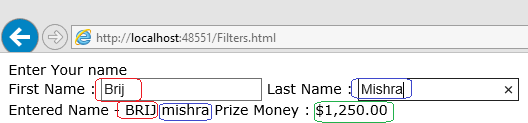 http://localhost:48551/Filters.html
Enter Your name
First Name : Brij Last Name : Mishra ×
Entered Name - BRIJ mishra Prize Money : $1,250.00